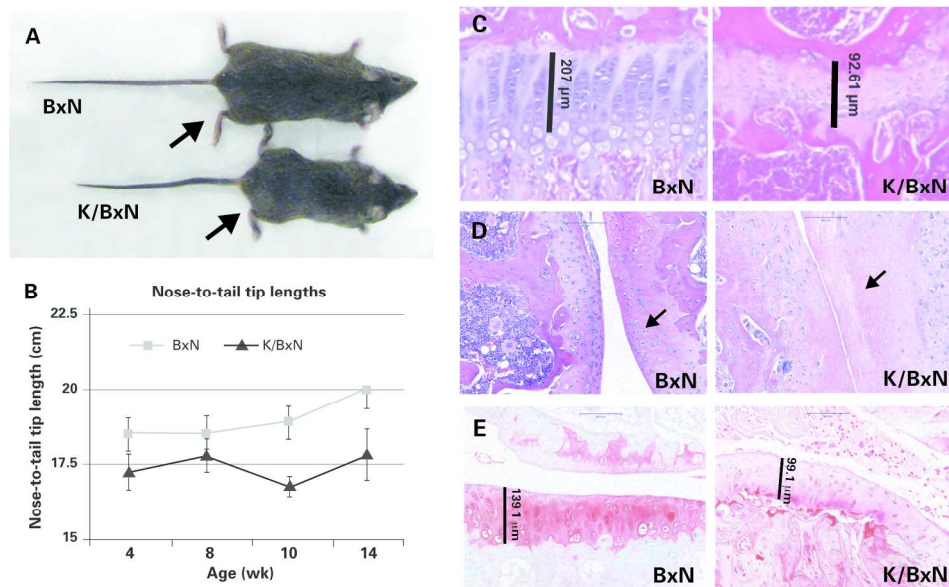 A
BxN
K/BxN
B
Nose-to-tail tip lengths
Nose-to-tail tip length (cm)
22.5
20
17.5
15
BxN
K/BxN
4 8 10 14
Age (wk)
C
207 µm
BxN
92.61 µm
K/BxN
D
BxN
K/BxN
E
139.1 µm
BxN
99.1 µm
K/BxN